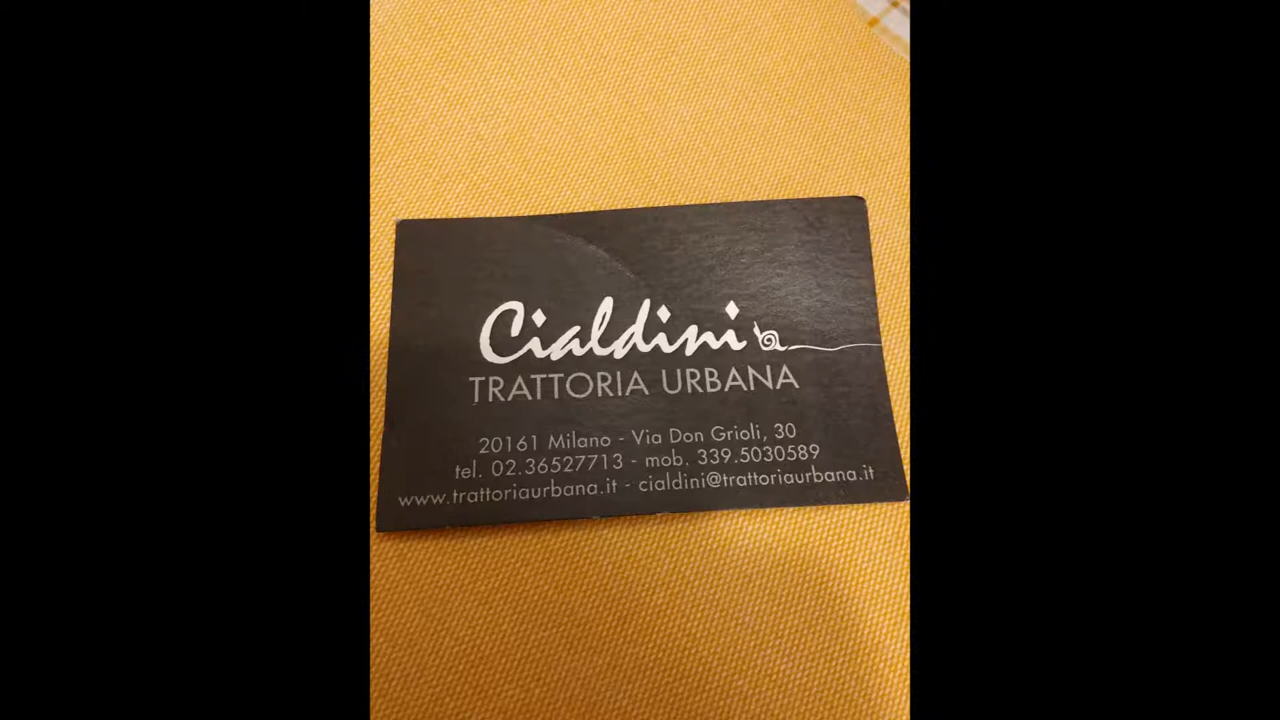 Cialdini
TRATTORIA URBANA
20161 Milano - Via Don Grioli, 30
tel. 02.36527713 - mob. 339.5030589
www.trattoriaurbana.it - cialdini@trattoriaurbana.it